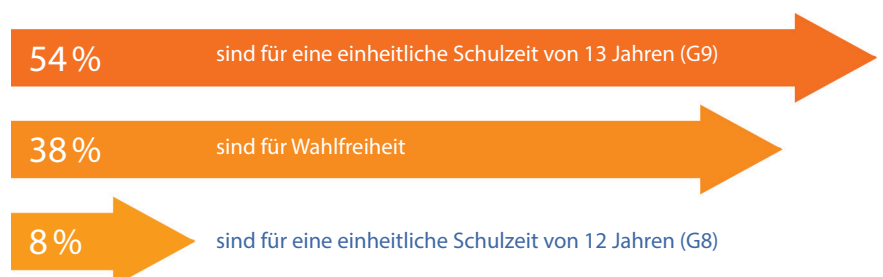 54 % sind für eine einheitliche Schulzeit von 13 Jahren (G9)
38 % sind für Wahlfreiheit
8 % sind für eine einheitliche Schulzeit von 12 Jahren (G8)